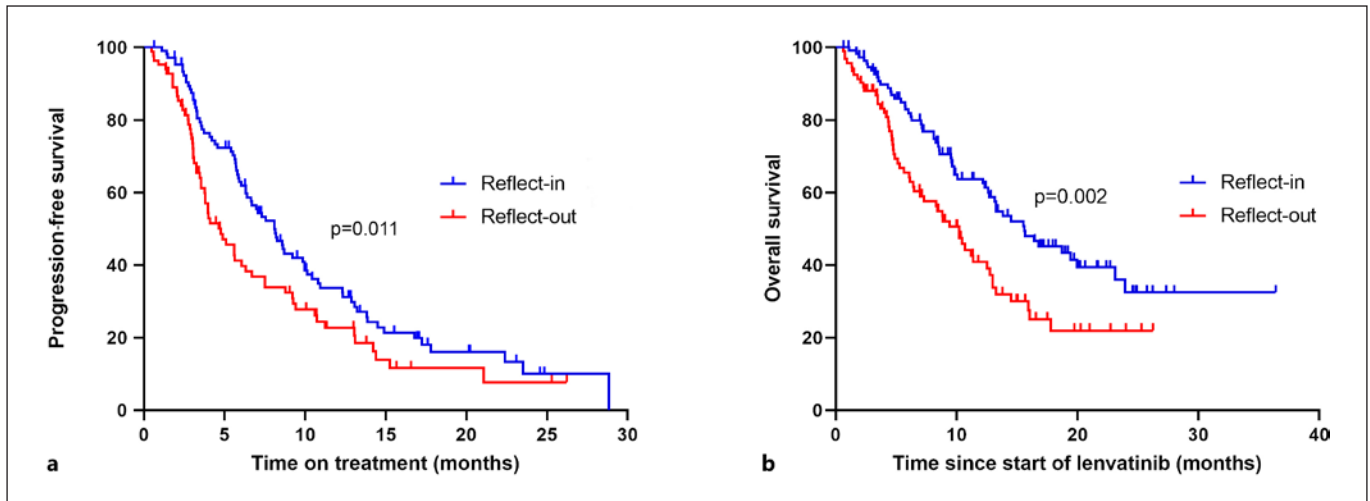 Progression-free survival
100
80
60
40
20
0
0 5 10 15 20 25 30
Time on treatment (months)
Reflect-in
Reflect-out
p=0.011
a
Overall survival
100
80
60
40
20
0
0 10 20 30 40
Time since start of lenvatinib (months)
Reflect-in
Reflect-out
p=0.002
b